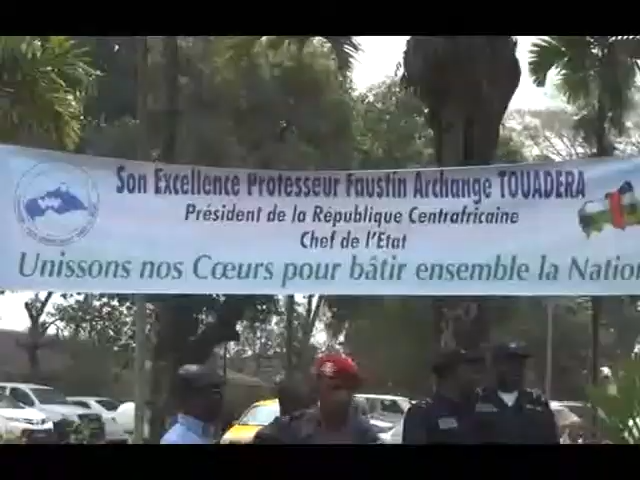 Son Excellence Professeur Faustin Archange TOUADERA
Président de la République Centrafricaine
Chef de l'Etat
Unissons nos Cœurs pour bâtir ensemble la Natio